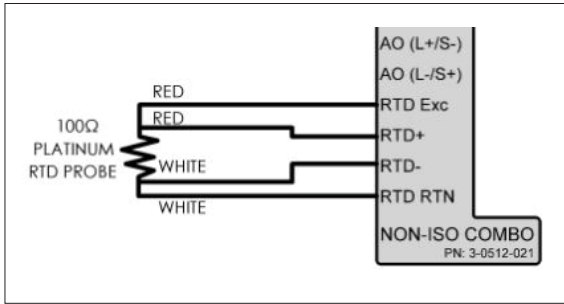 AO (L+/S-)
AO (L-/S+)
RED
RTD Exc
RED
RTD+
100Ω
PLATINUM
RTD PROBE
WHITE
RTD-
WHITE
RTD RTN
NON-ISO COMBO
PN: 3-0512-021